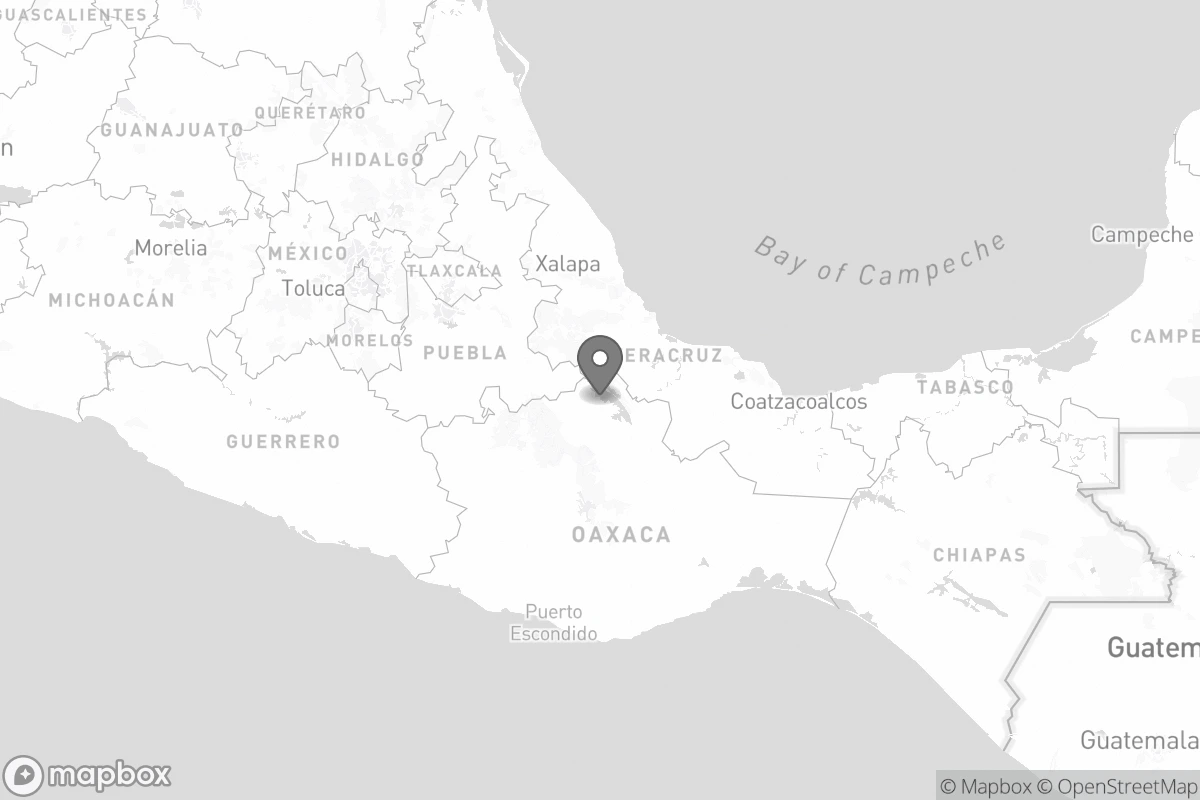 GUASCALIENTES
QUERÉTARO
GUANAJUATO
n
HIDALGO
Morelia
MÉXICO
TLAXCALA
Xalapa
Bay of Campeche
Campeche
Toluca
MICHOACÁN
MORELOS
PUEBLA
ERACRUZ
CAMPE
TABASCO
Coatzacoalcos
GUERRERO
OAXACA
CHIAPAS
Puerto
Escondido
Guatem
Guatemala
mapbox
© Mapbox © OpenStreetMap